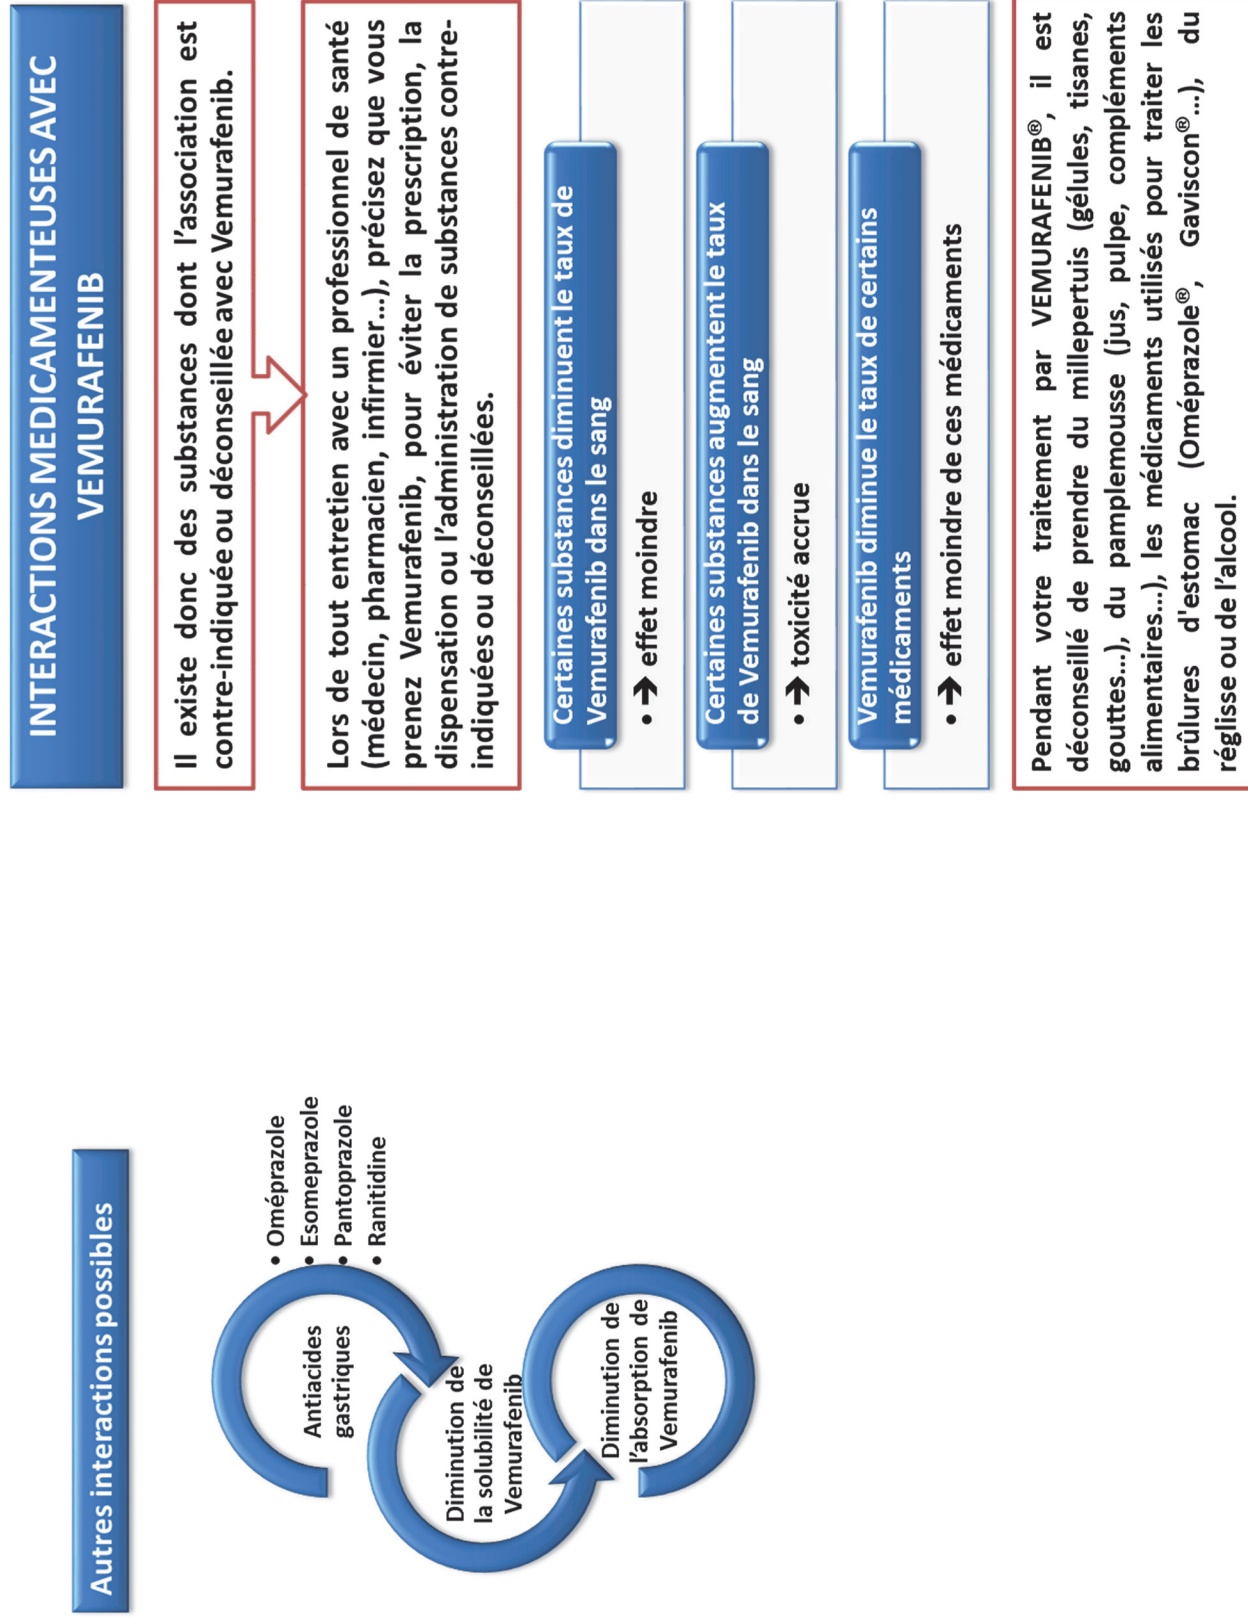 INTERACTIONS MEDICAMENTEUSES AVEC
VEMURAFENIB
Il existe donc des substances dont l'association est
contre-indiquée ou déconseillée avec Vemurafenib.
Lors de tout entretien avec un professionnel de santé
(médecin, pharmacien, infirmier...), précisez que vous
prenez Vemurafenib, pour éviter la prescription, la
dispensation ou l'administration de substances contre-
indiquées ou déconseillées.
Certaines substances diminuent le taux de
Vemurafenib dans le sang
• ➔ effet moindre
Certaines substances augmentent le taux
de Vemurafenib dans le sang
• ➔ toxicité accrue
Vemurafenib diminue le taux de certains
médicaments
• ➔ effet moindre de ces médicaments
Pendant votre traitement par VEMURAFENIB®, il est
déconseillé de prendre du millepertuis (gélules, tisanes,
gouttes...), du pamplemousse (jus, pulpe, compléments
alimentaires...), les médicaments utilisés pour traiter les
brûlures d'estomac (Oméprazole®, Gaviscon®...), du
réglisse ou de l'alcool.
Autres interactions possibles
Antiacides
gastriques
• Oméprazole
• Esomeprazole
• Pantoprazole
• Ranitidine
Diminution de
la solubilité de
Vemurafenib
Diminution de
l'absorption de
Vemurafenib